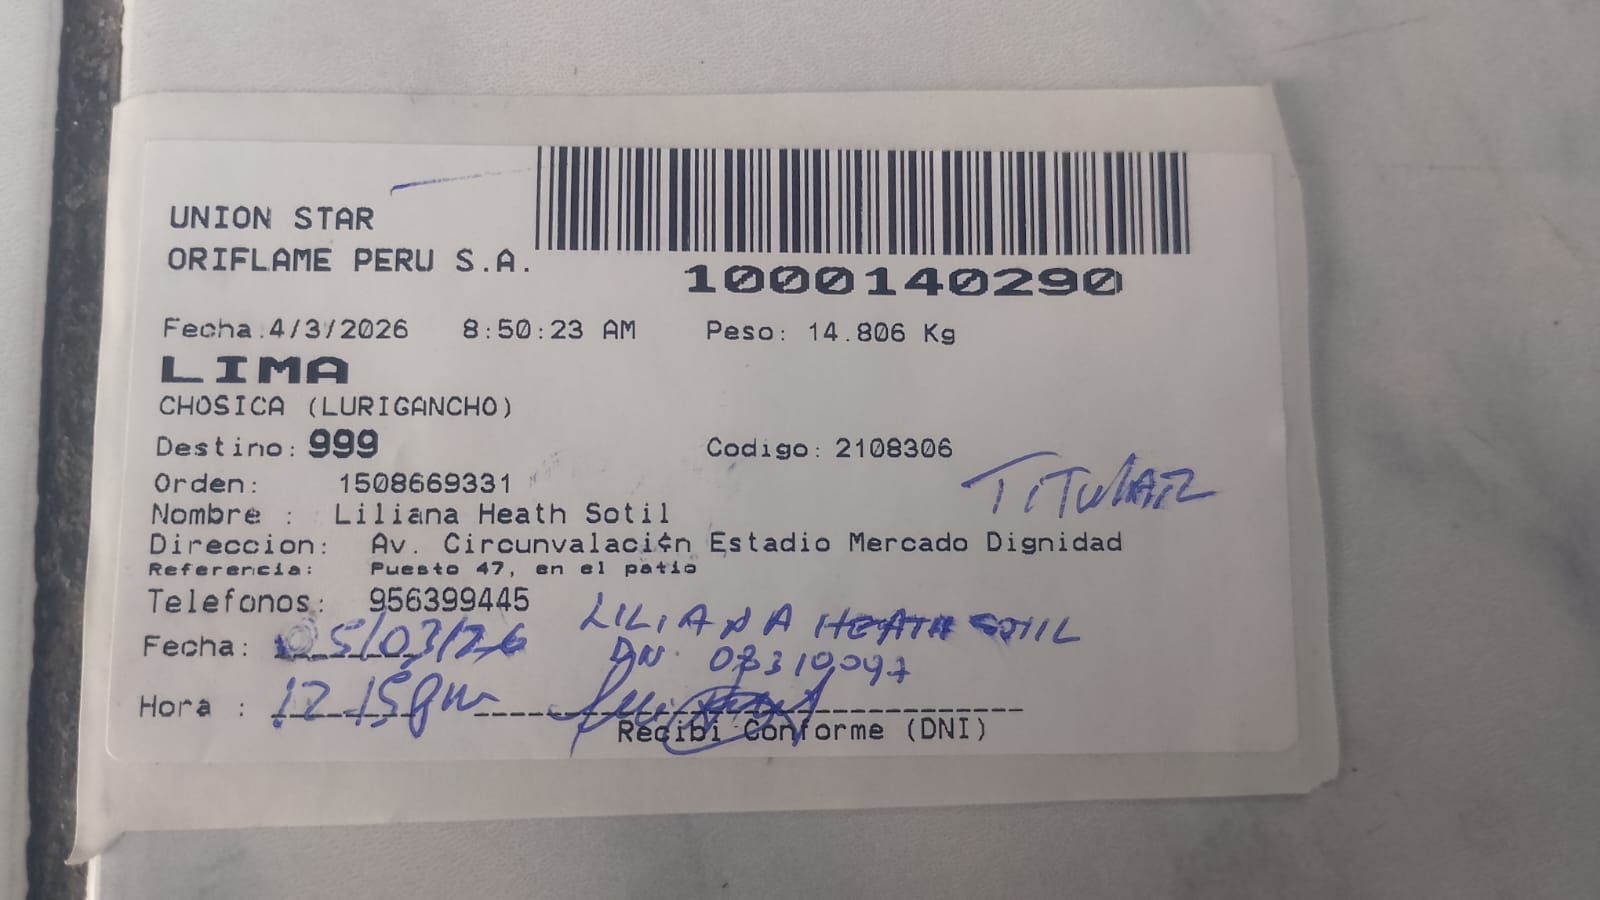 UNION STAR
ORIFLAME PERU S.A.
1000140290
Fecha:4/3/2026 8:50:23 AM Peso: 14.806 Kg
LIMA
CHOSICA (LURIGANCHO)
Destino: 999 Codigo: 2108306
Orden: 1508669331
TITULAR
Nombre : Liliana Heath Sotil
Direccion: Av. Circunvalaci¢n Estadio Mercado Dignidad
Referencia: Puesto 47, en el patio
Telefonos: 956399445
LILIANA HEATH SOTIL
Fecha: 05/03/26
DN 08310097
Hora : 12 15 pm
Recibi Conforme (DNI)